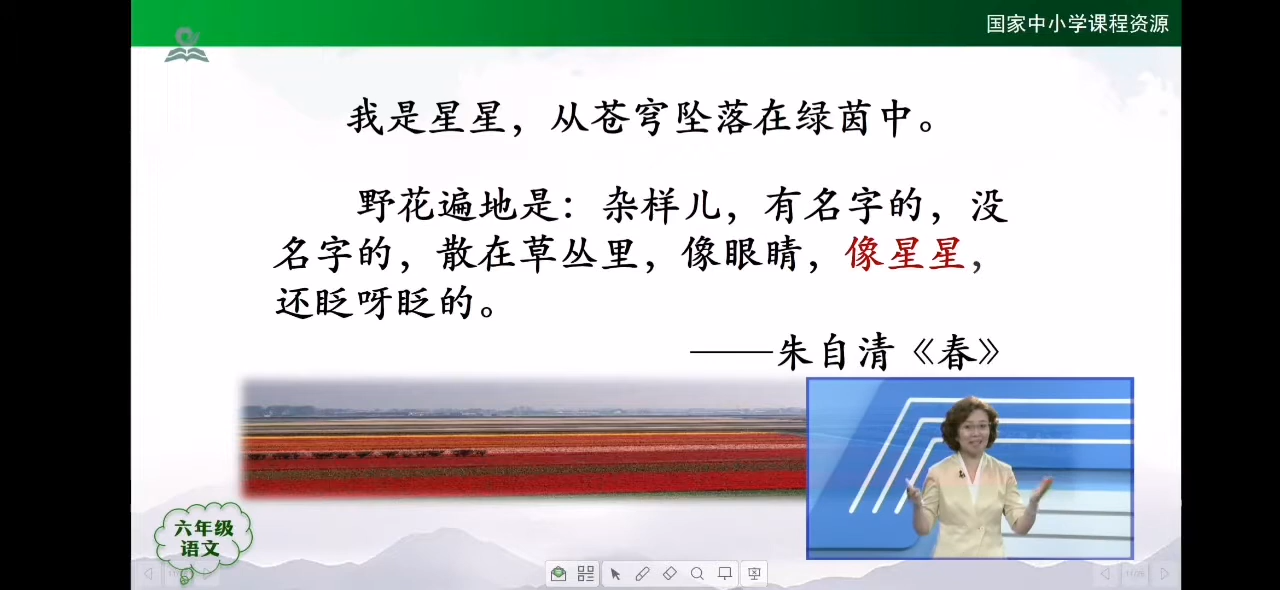 国家中小学课程资源
我是星星，从苍穹坠落在绿茵中。
野花遍地是：杂样儿，有名字的，没
名字的，散在草丛里，像眼睛，像星星，
还眨呀眨的。
——朱自清《春》
六年级
语文